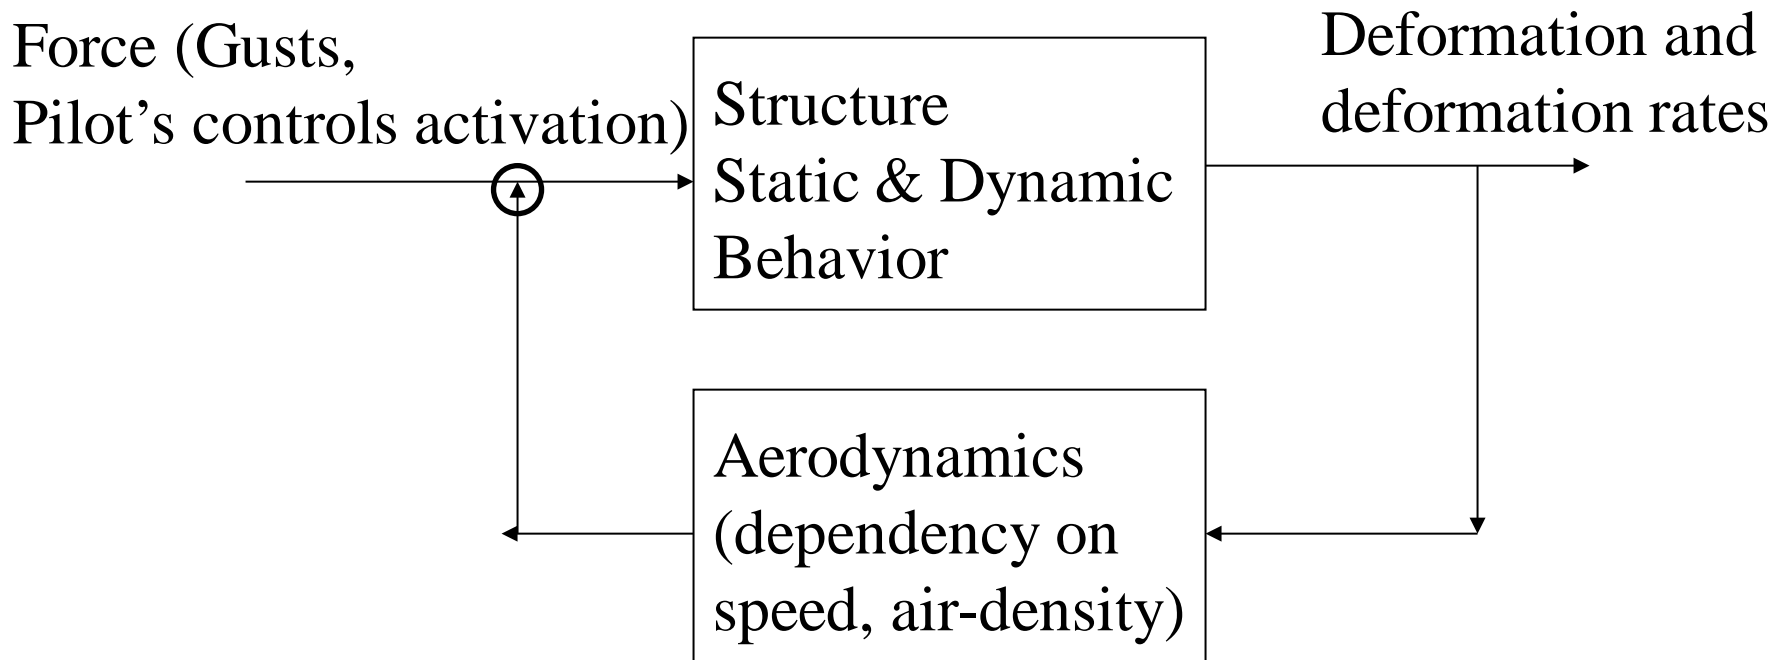 Force (Gusts,
Pilot’s controls activation)
Structure
Static & Dynamic
Behavior
Deformation and
deformation rates
Aerodynamics
(dependency on
speed, air-density)